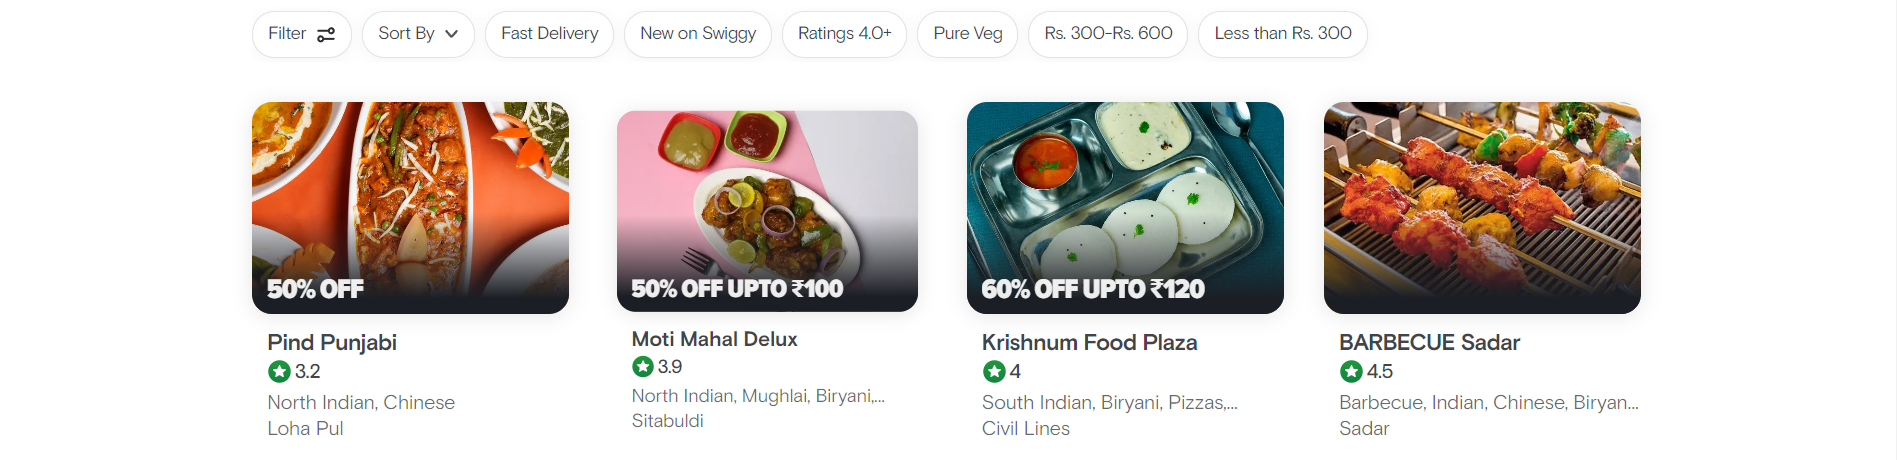 Filter
Sort By
Fast Delivery
New on Swiggy
Ratings 4.0+
Pure Veg
Rs. 300-Rs. 600
Less than Rs. 300
50% OFF
Pind Punjabi
3.2
North Indian, Chinese
Loha Pul
50% OFF UPTO ₹100
Moti Mahal Delux
3.9
North Indian, Mughlai, Biryani,...
Sitabuldi
60% OFF UPTO ₹120
Krishnum Food Plaza
4
South Indian, Biryani, Pizzas,...
Civil Lines
BARBECUE Sadar
4.5
Barbecue, Indian, Chinese, Biryan...
Sadar